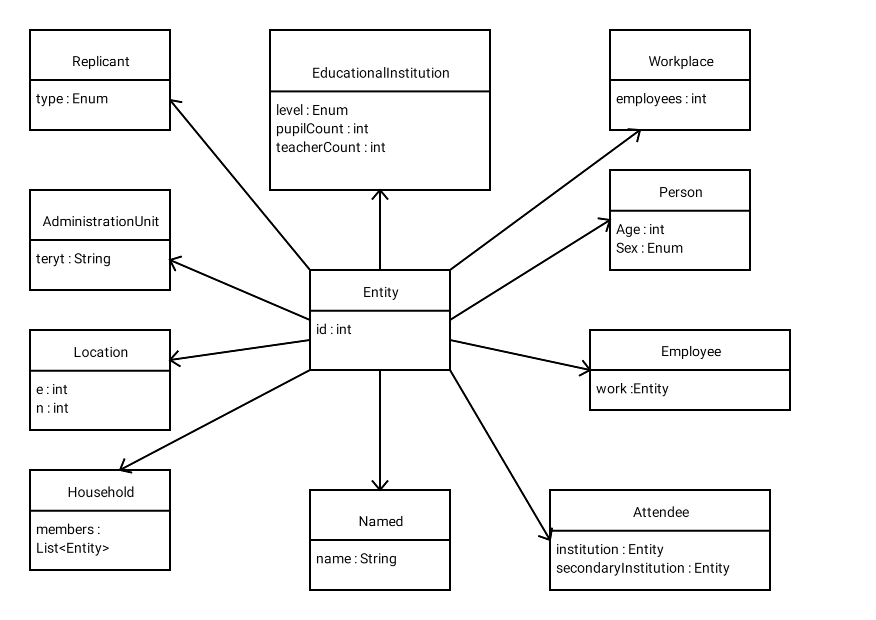 Replicant
type : Enum
EducationalInstitution
level : Enum
pupilCount : int
teacherCount : int
Workplace
employees : int
AdministrationUnit
teryt : String
Person
Age : int
Sex : Enum
Entity
id : int
Location
e : int
n : int
Employee
work :Entity
Household
members :
List<Entity>
Named
name : String
Attendee
institution : Entity
secondaryInstitution : Entity